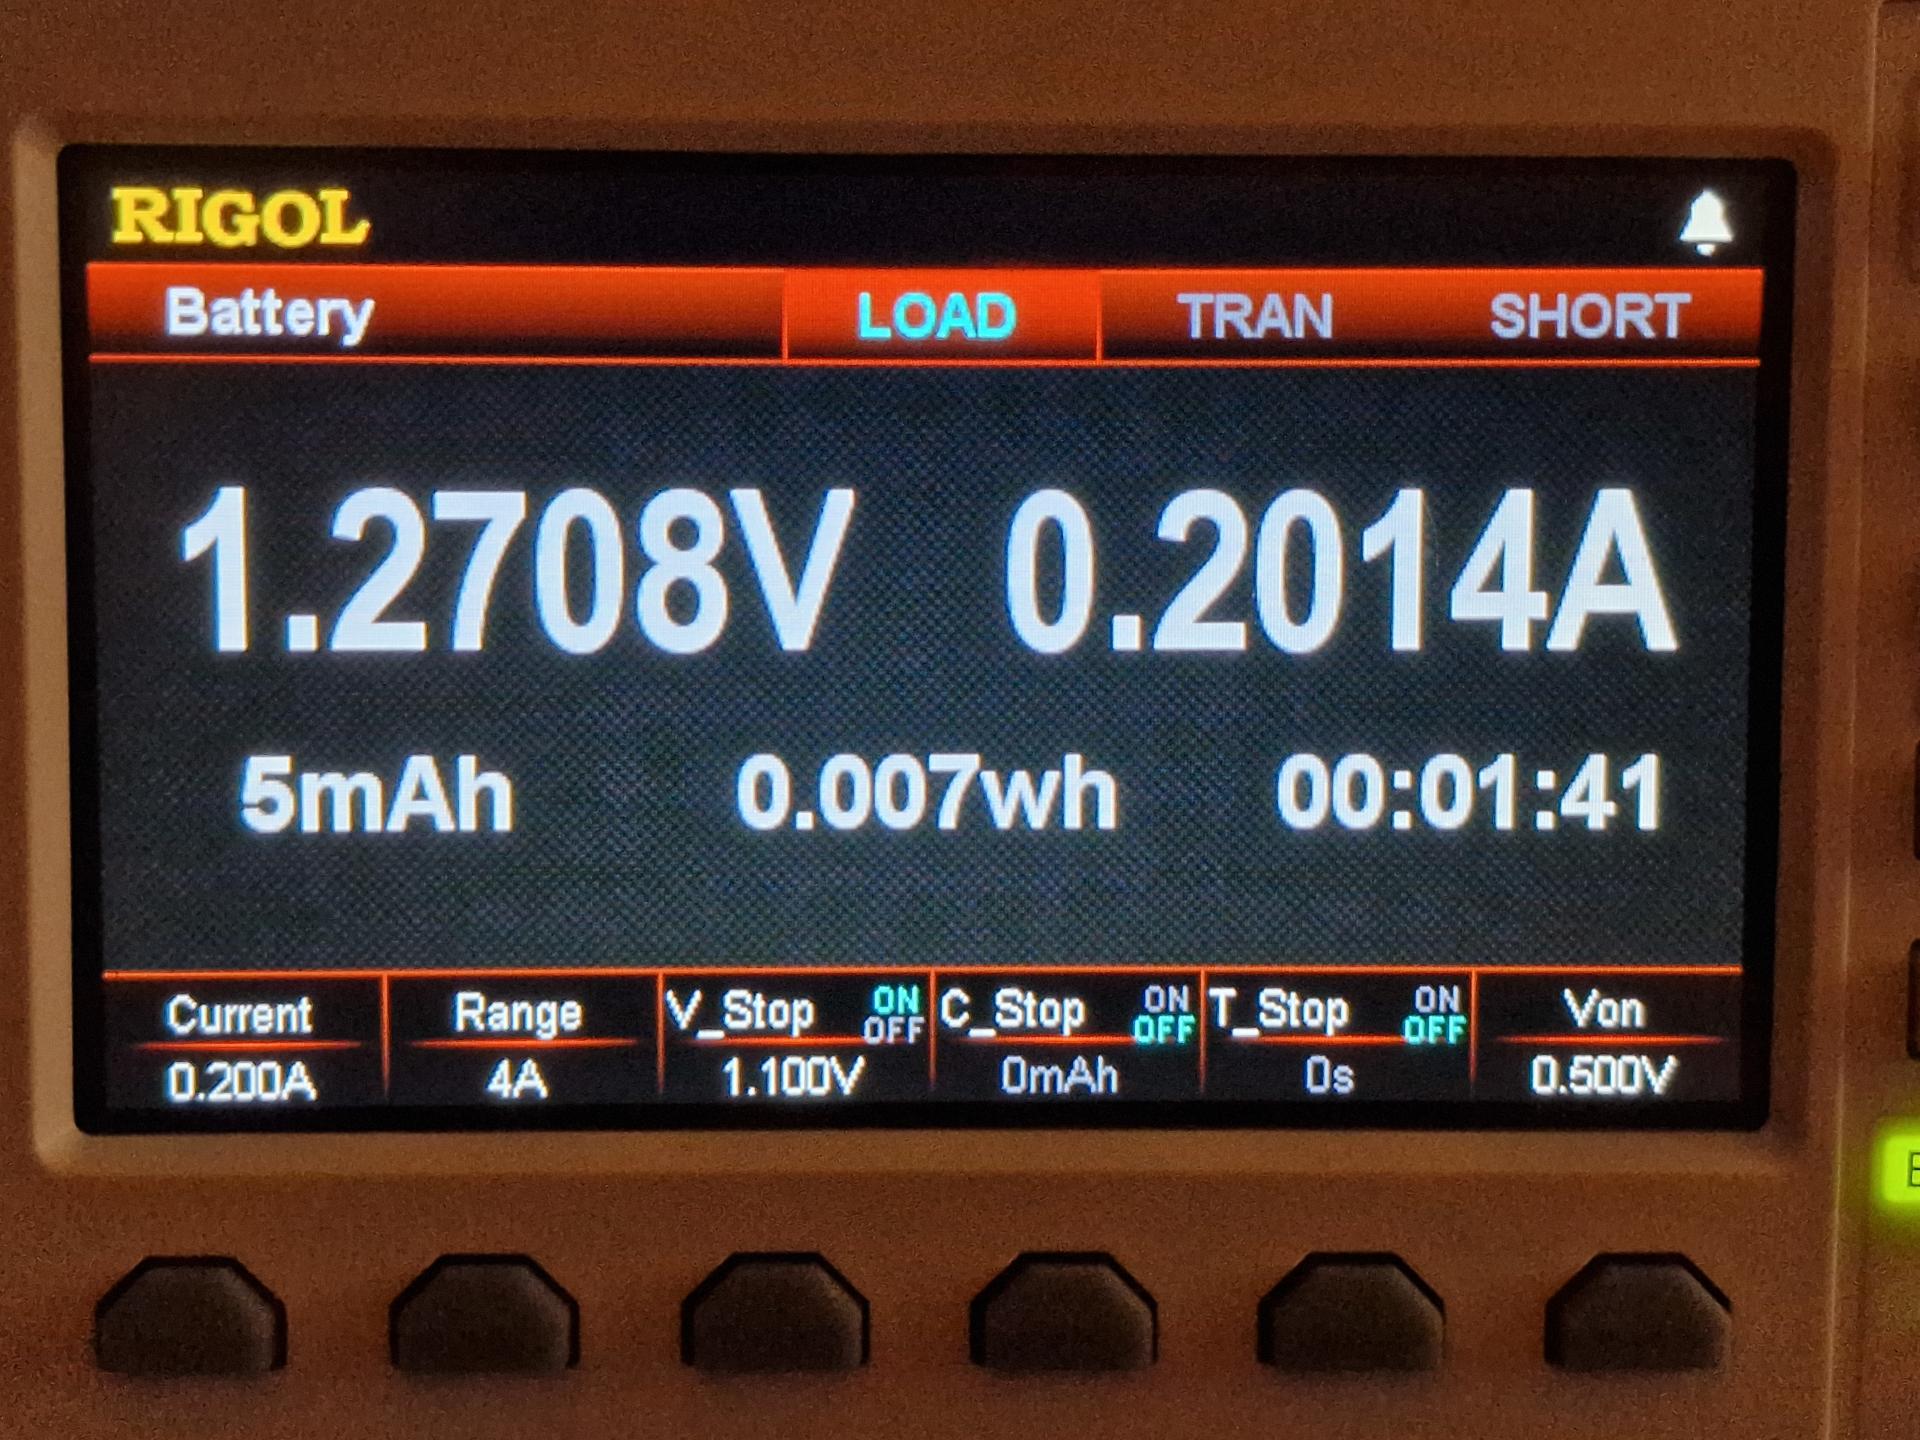 RIGOL
Battery LOAD TRAN SHORT
1.2708V 0.2014A
5mAh 0.007wh 00:01:41
Current Range V_Stop ON OFF C_Stop ON OFF T_Stop ON OFF Von
0.200A 4A 1.100V 0mAh 0s 0.500V